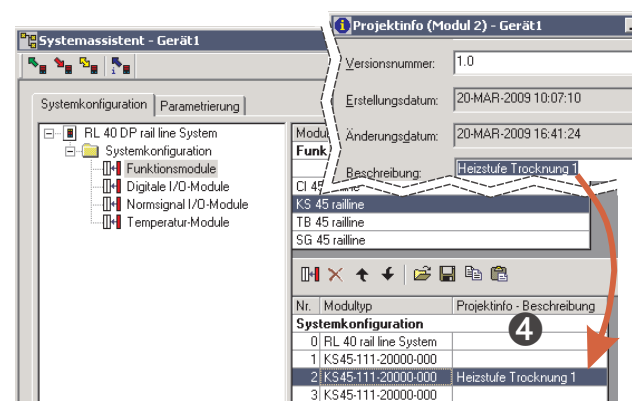 Systemassistent - Gerät1
Projektinfo (Modul 2) - Gerät1
Versionsnummer: 1.0
Erstellungsdatum: 20-MAR-2009 10:07:10
Änderungsdatum: 20-MAR-2009 16:41:24
Beschreibung: Heizstufe Trocknung 1
Systemkonfiguration Parametrierung
RL 40 DP rail line System
Systemkonfiguration
Funktionsmodule
Digitale I/O-Module
Normsignal I/O-Module
Temperatur-Module
KS 45 railline
TB 45 railline
SG 45 railline
Nr. Modultyp Projektinfo - Beschreibung
Systemkonfiguration
4
0 RL 40 rail line System
1 KS45-111-20000-000
2 KS45-111-20000-000 Heizstufe Trocknung 1
3 KS45-111-20000-000